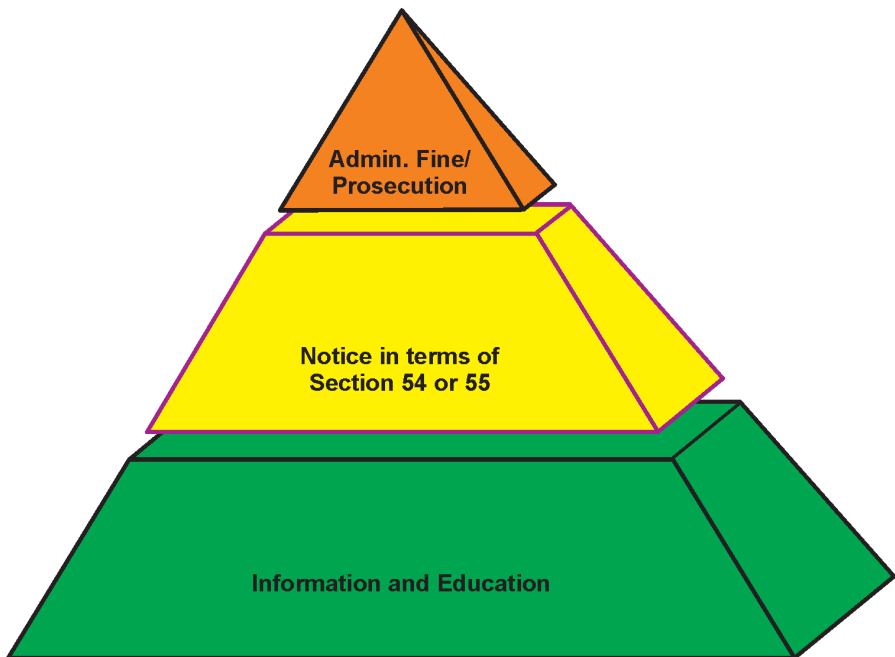 Admin. Fine/
Prosecution
Notice in terms of
Section 54 or 55
Information and Education